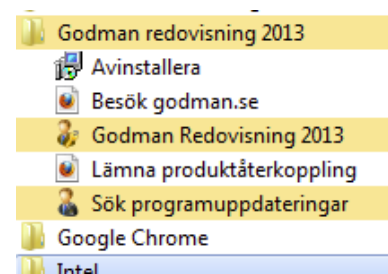 Godman redovisning 2013
Avinstallera
Besök godman.se
Godman Redovisning 2013
Lämna produktåterkoppling
Sök programuppdateringar
Google Chrome
Intel